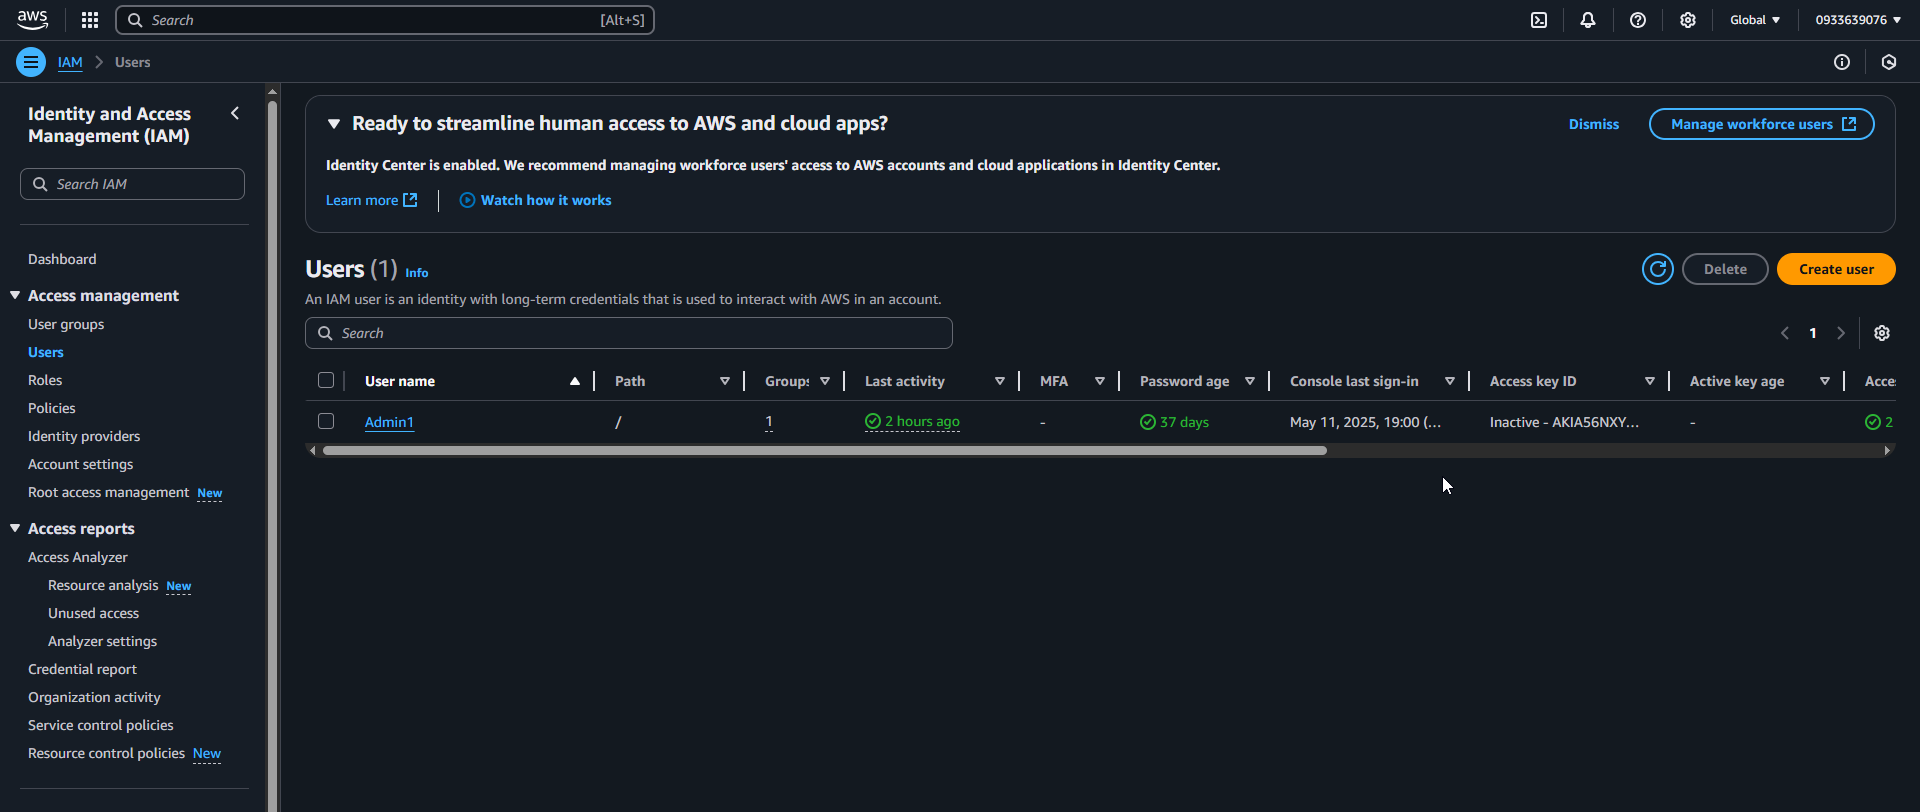 aws
Search [Alt+S]
Global
0933639076
IAM
Users
Identity and Access Management (IAM)
Search IAM
Dashboard
Access management
User groups
Users
Roles
Policies
Identity providers
Account settings
Root access management New
Access reports
Access Analyzer
Resource analysis New
Unused access
Analyzer settings
Credential report
Organization activity
Service control policies
Resource control policies New
Ready to streamline human access to AWS and cloud apps?
Dismiss
Manage workforce users
Identity Center is enabled. We recommend managing workforce users' access to AWS accounts and cloud applications in Identity Center.
Learn more
Watch how it works
Users (1) Info
Delete
Create user
An IAM user is an identity with long-term credentials that is used to interact with AWS in an account.
Search
1
User name Path Groups Last activity MFA Password age Console last sign-in Access key ID Active key age Acce
Admin1 / 1 2 hours ago - 37 days May 11, 2025, 19:00 (... Inactive - AKIA56NXY... - 2